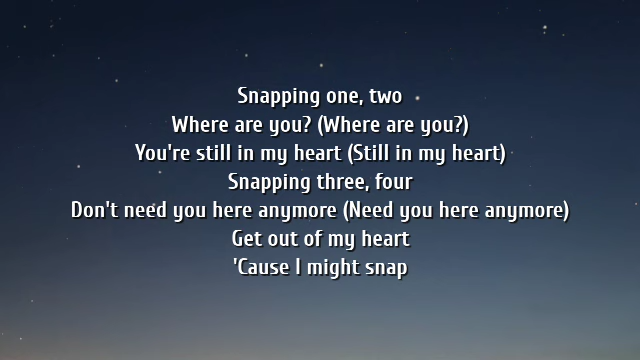 Snapping one, two
Where are you? (Where are you?)
You're still in my heart (Still in my heart)
Snapping three, four
Don't need you here anymore (Need you here anymore)
Get out of my heart
'Cause I might snap